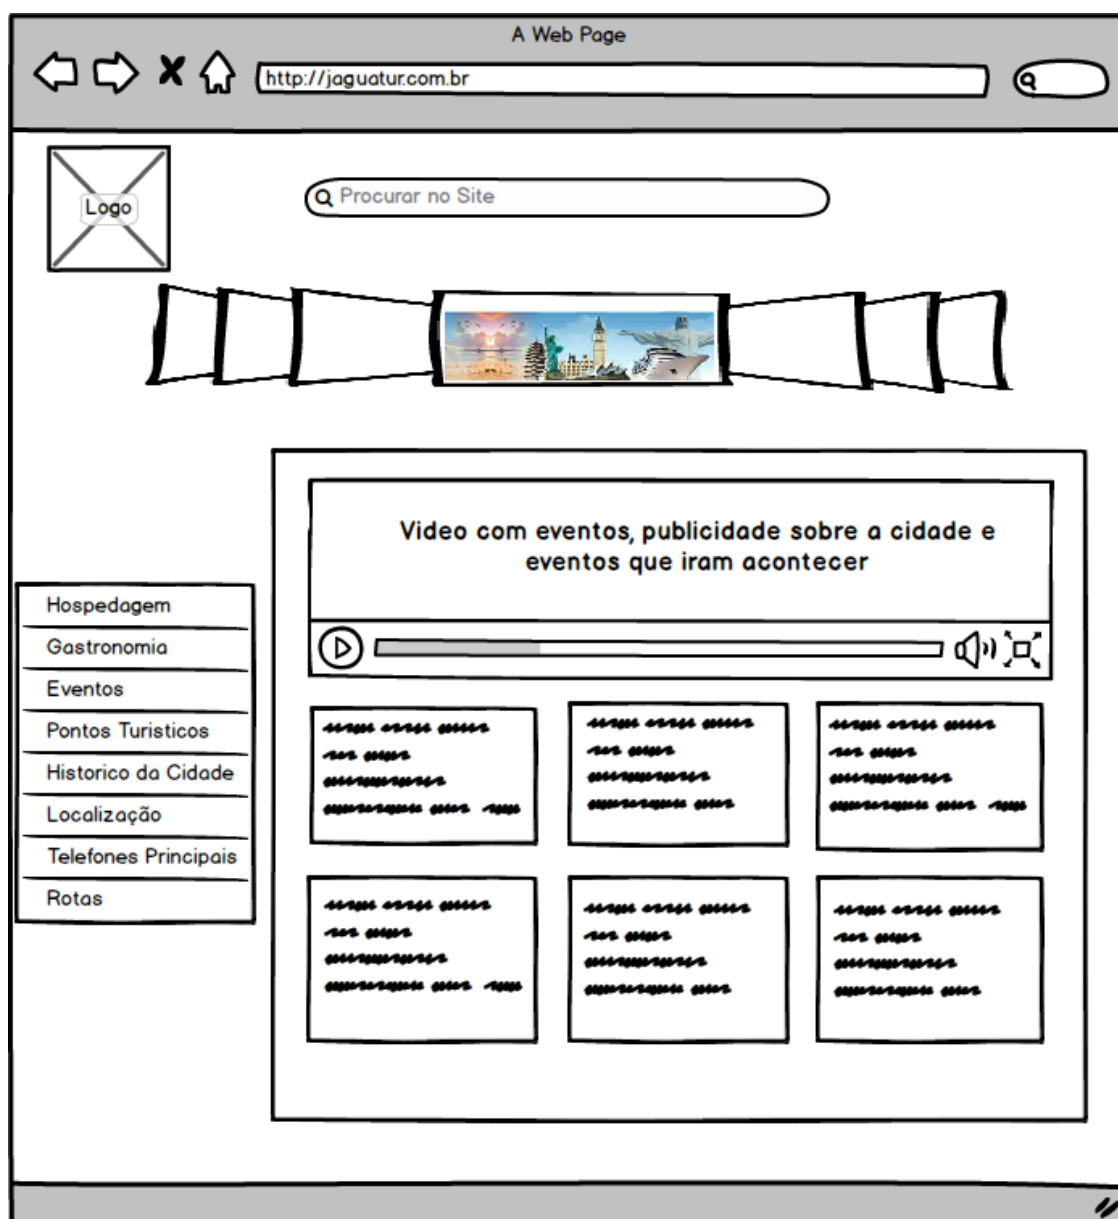 A Web Page
http://jaguatur.com.br
Logo
Procurar no Site
Video com eventos, publicidade sobre a cidade e
eventos que iram acontecer
Hospedagem
Gastronomia
Eventos
Pontos Turisticos
Historico da Cidade
Localização
Telefones Principais
Rotas